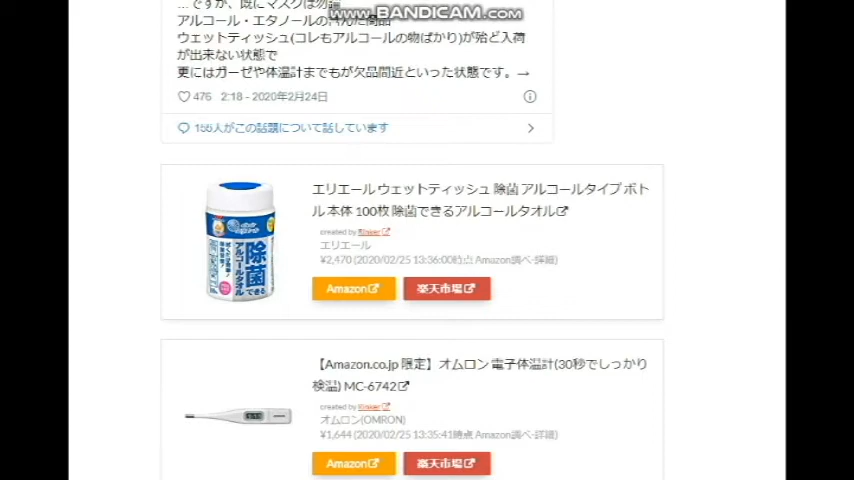 …ですが、既にマスクは勿論
www.BANDICAM.com
アルコール・エタノールの含んだ商品
ウェットティッシュ(コレもアルコールの物ばかり)が殆ど入荷
が出来ない状態で
更にはガーゼや体温計までもが欠品間近といった状態です。→
476 2:18 - 2020年2月24日
155人がこの話題について話しています
エリエール ウェットティッシュ 除菌 アルコールタイプ ボト
ル 本体 100枚 除菌できるアルコールタオル
created by Rinker
エリエール
¥2,470 (2020/02/25 13:36:00時点 Amazon調べ-詳細)
Amazon 楽天市場
除菌
できる
アルコールタオル
【Amazon.co.jp 限定】オムロン 電子体温計(30秒でしっかり
検温) MC-6742
created by Rinker
オムロン(OMRON)
¥1,644 (2020/02/25 13:35:41時点 Amazon調べ-詳細)
Amazon 楽天市場